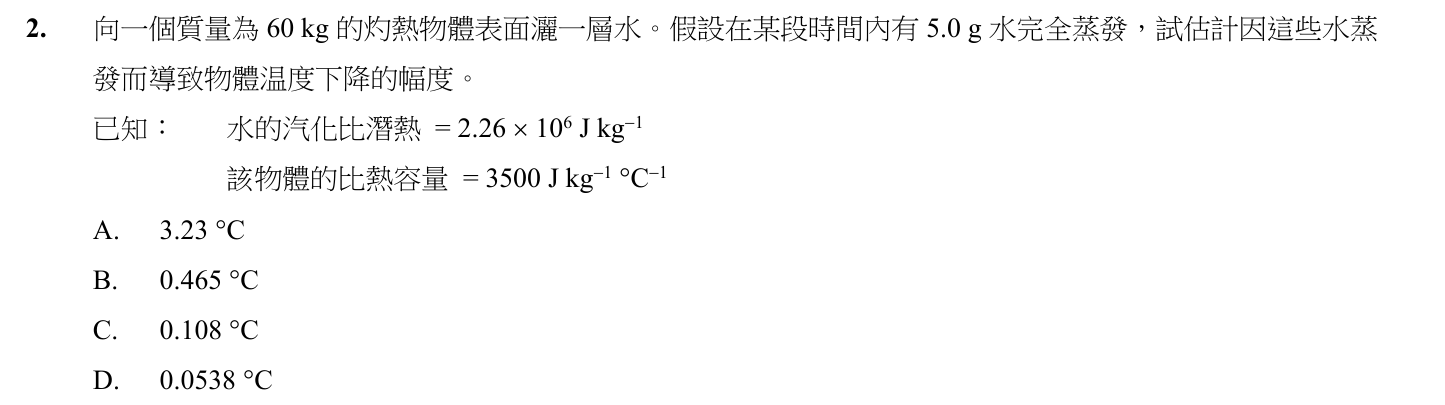 2. 向一個質量為 60 kg 的灼熱物體表面灑一層水。假設在某段時間內有 5.0 g 水完全蒸發，試估計因這些水蒸
發而導致物體温度下降的幅度。
已知： 水的汽化比潛熱 = 2.26 × 10⁶ J kg⁻¹
該物體的比熱容量 = 3500 J kg⁻¹ °C⁻¹
A. 3.23 °C
B. 0.465 °C
C. 0.108 °C
D. 0.0538 °C